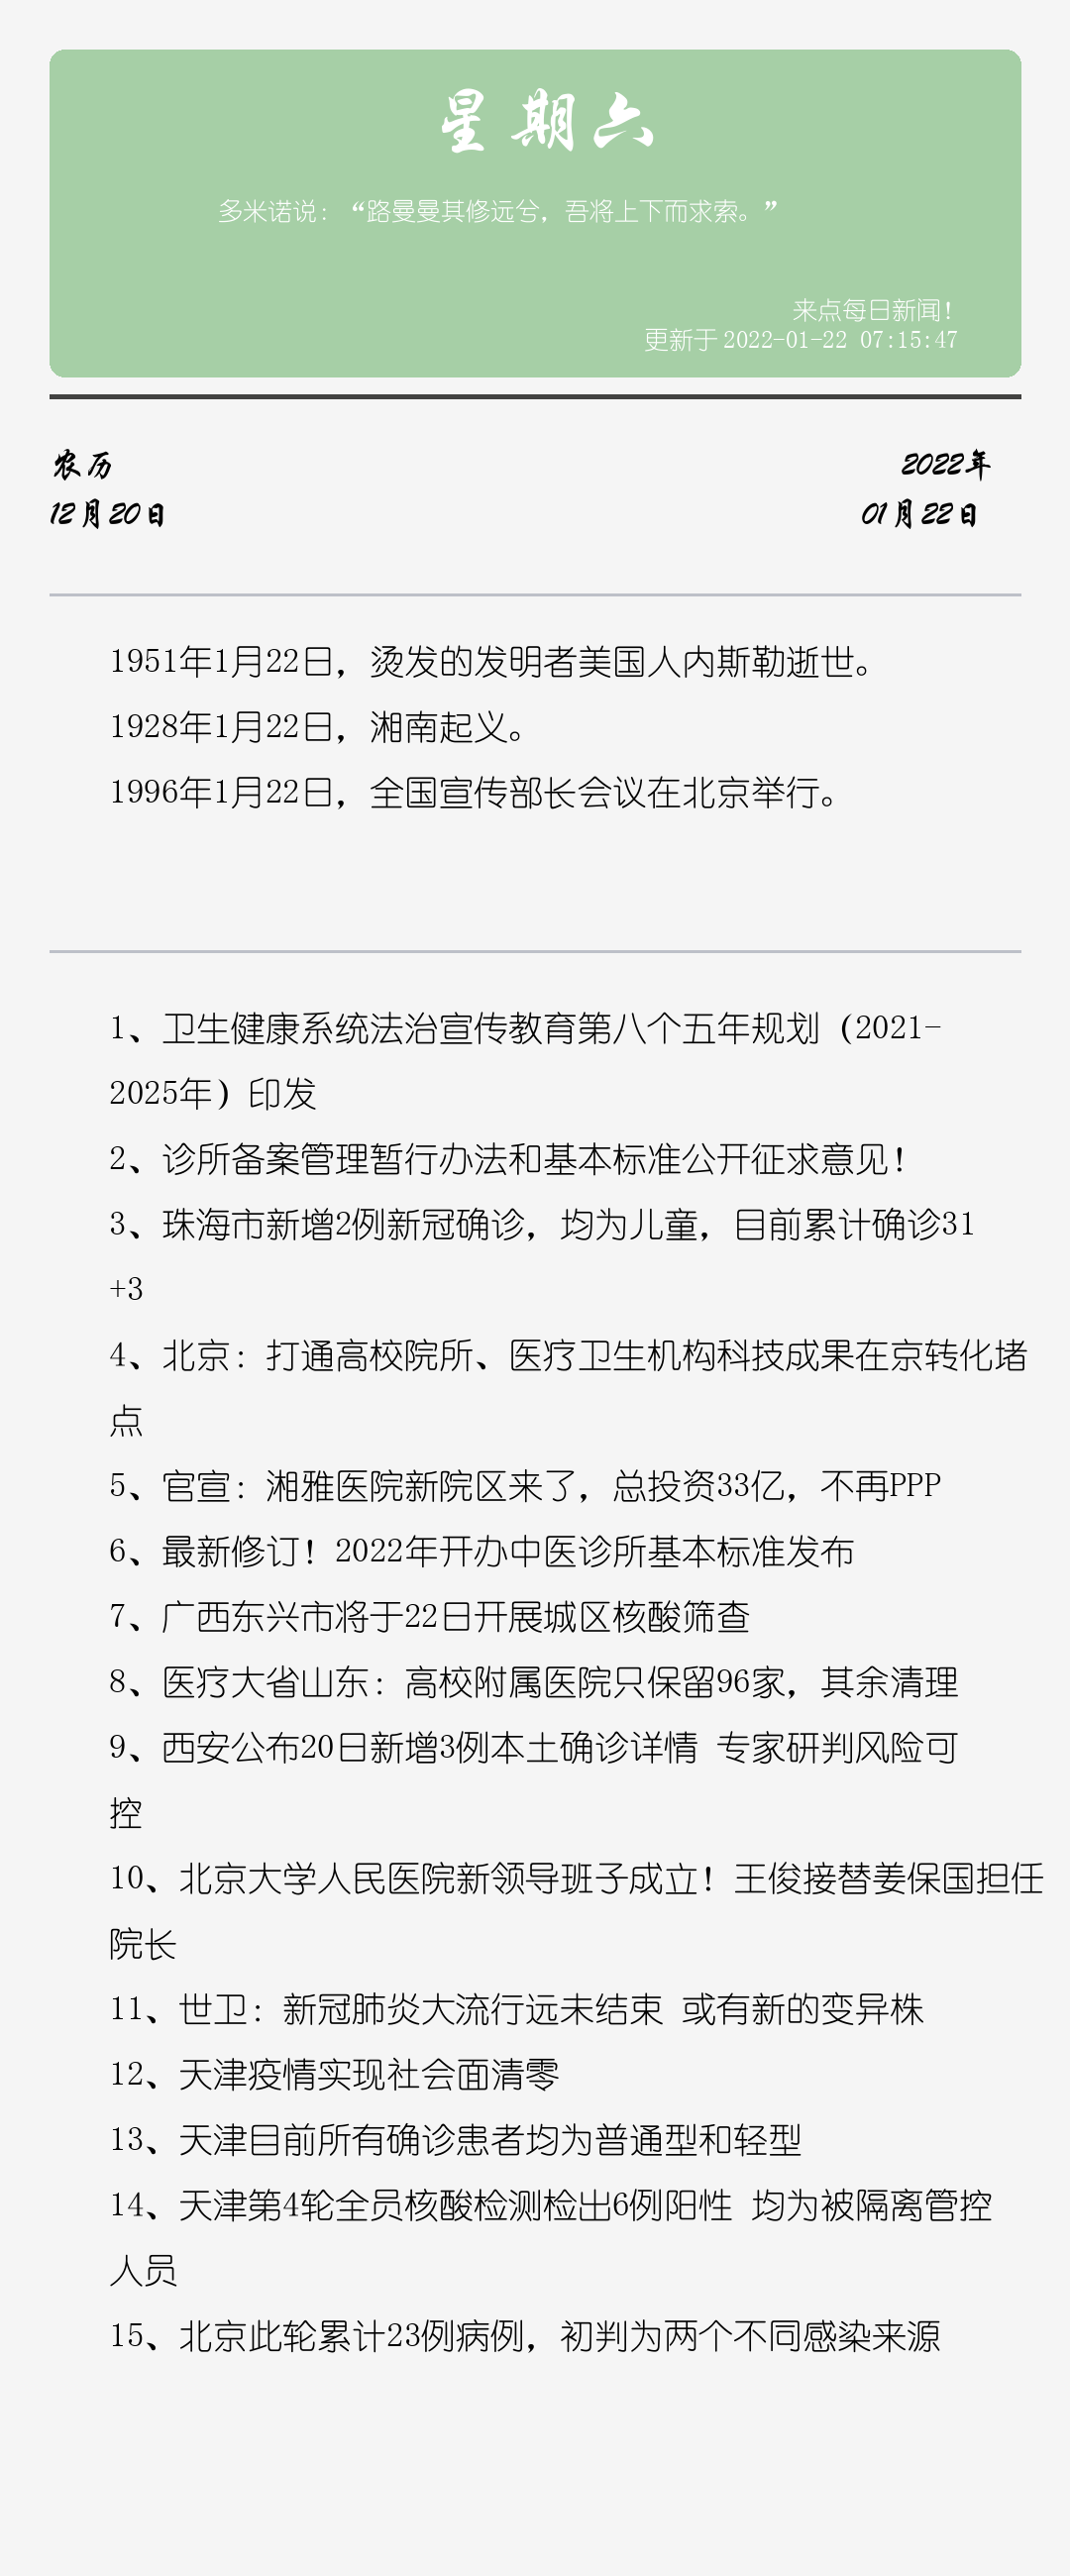 星期六
多米诺说：“路曼曼其修远兮，吾将上下而求索。”
来点每日新闻！
更新于 2022-01-22 07:15:47
农历
2022年
12月20日
01月22日
1951年1月22日，烫发的发明者美国人内斯勒逝世。
1928年1月22日，湘南起义。
1996年1月22日，全国宣传部长会议在北京举行。
1、卫生健康系统法治宣传教育第八个五年规划（2021-
2025年）印发
2、诊所备案管理暂行办法和基本标准公开征求意见！
3、珠海市新增2例新冠确诊，均为儿童，目前累计确诊31
+3
4、北京：打通高校院所、医疗卫生机构科技成果在京转化堵
点
5、官宣：湘雅医院新院区来了，总投资33亿，不再PPP
6、最新修订！2022年开办中医诊所基本标准发布
7、广西东兴市将于22日开展城区核酸筛查
8、医疗大省山东：高校附属医院只保留96家，其余清理
9、西安公布20日新增3例本土确诊详情 专家研判风险可
控
10、北京大学人民医院新领导班子成立！王俊接替姜保国担任
院长
11、世卫：新冠肺炎大流行远未结束 或有新的变异株
12、天津疫情实现社会面清零
13、天津目前所有确诊患者均为普通型和轻型
14、天津第4轮全员核酸检测检出6例阳性 均为被隔离管控
人员
15、北京此轮累计23例病例，初判为两个不同感染来源